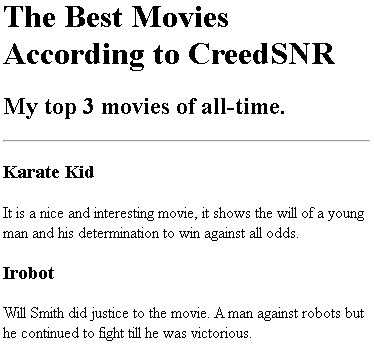 The Best Movies
According to CreedSNR
My top 3 movies of all-time.
Karate Kid
It is a nice and interesting movie, it shows the will of a young
man and his determination to win against all odds.
Irobot
Will Smith did justice to the movie. A man against robots but
he continued to fight till he was victorious.